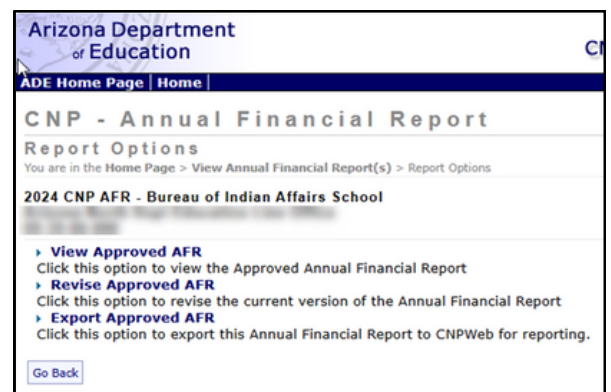 Arizona Department
of Education
CN
ADE Home Page | Home |
CNP - Annual Financial Report
Report Options
You are in the Home Page > View Annual Financial Report(s) > Report Options
2024 CNP AFR - Bureau of Indian Affairs School
View Approved AFR
Click this option to view the Approved Annual Financial Report
Revise Approved AFR
Click this option to revise the current version of the Annual Financial Report
Export Approved AFR
Click this option to export this Annual Financial Report to CNPWeb for reporting.
Go Back